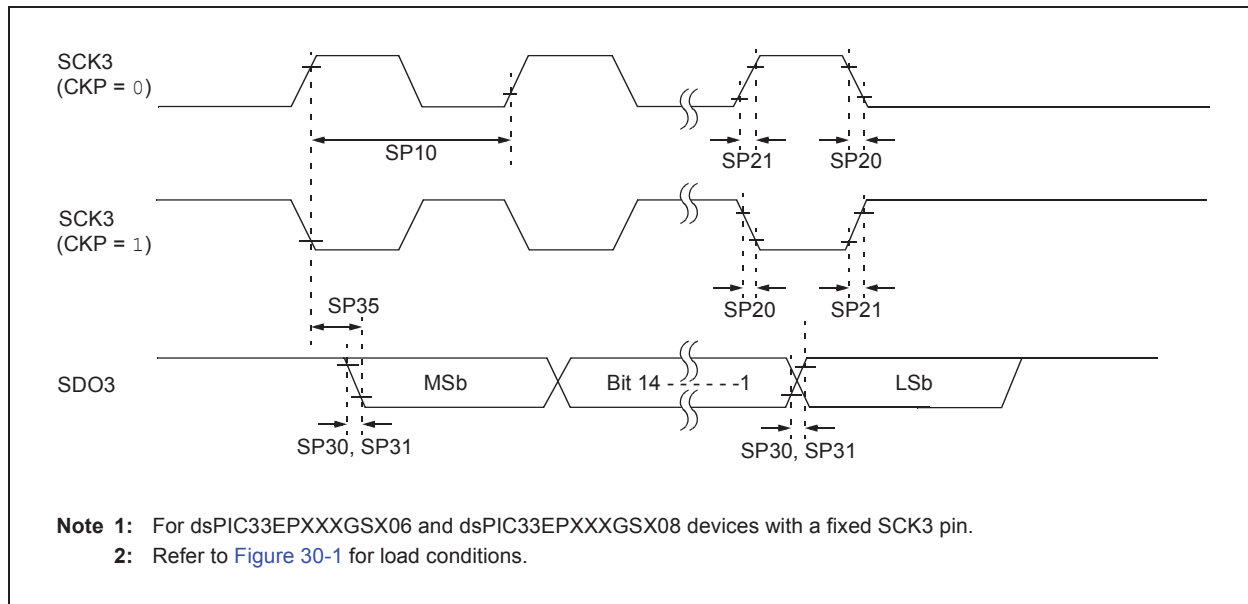 SCK3
(CKP = 0)
SP10
SP21
SP20
SCK3
(CKP = 1)
SP35
SP20
SP21
SDO3
MSb
Bit 14 - - - - - -1
LSb
SP30, SP31
SP30, SP31
Note 1: For dsPIC33EPXXXGSX06 and dsPIC33EPXXXGSX08 devices with a fixed SCK3 pin.
2: Refer to Figure 30-1 for load conditions.